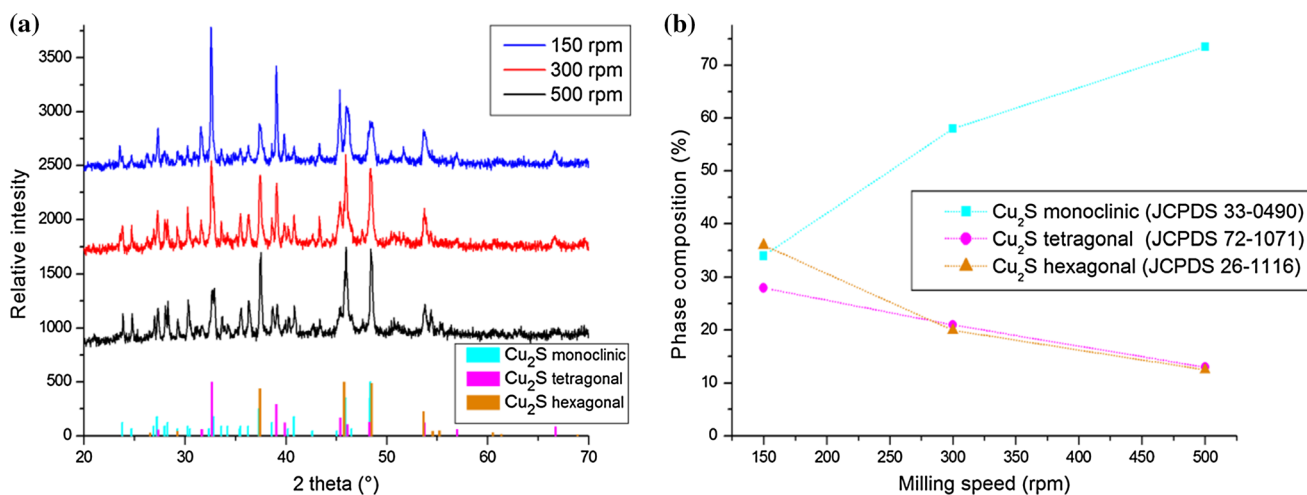 (a)
Relative intesity
3500
3000
2500
2000
1500
1000
500
0
150 rpm
300 rpm
500 rpm
Cu2S monoclinic
Cu2S tetragonal
Cu2S hexagonal
20 30 40 50 60 70
2 theta (°)
(b)
Phase composition (%)
70
60
50
40
30
20
10
0
Cu2S monoclinic (JCPDS 33-0490)
Cu2S tetragonal (JCPDS 72-1071)
Cu2S hexagonal (JCPDS 26-1116)
150 200 250 300 350 400 450 500
Milling speed (rpm)